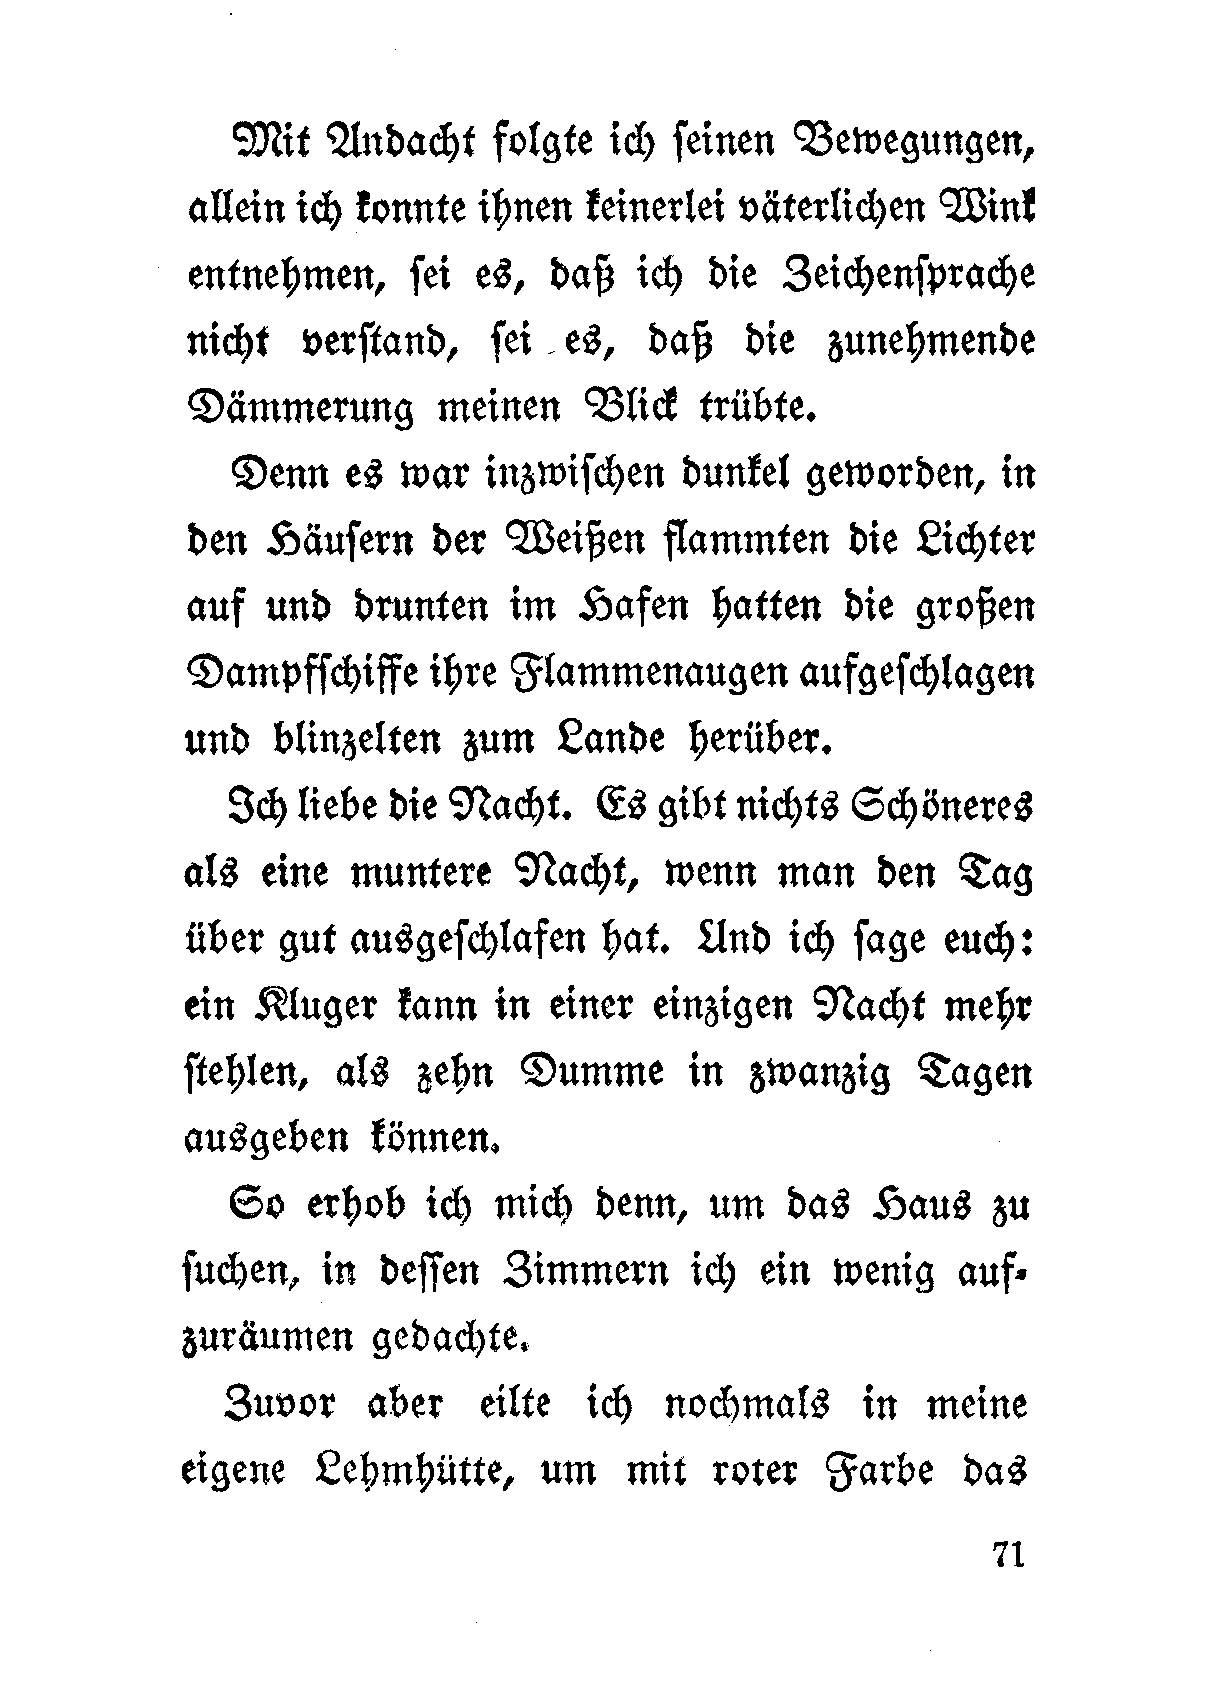 Mit Andacht folgte ich ſeinen Bewegungen,
allein ich konnte ihnen keinerlei väterlichen Wink
entnehmen, ſei es, daß ich die Zeichenſprache
nicht verſtand, ſei es, daß die zunehmende
Dämmerung meinen Blick trübte.
Denn es war inzwiſchen dunkel geworden, in
den Häuſern der Weißen flammten die Lichter
auf und drunten im Hafen hatten die großen
Dampfſchiffe ihre Flammenaugen aufgeſchlagen
und blinzelten zum Lande herüber.
Ich liebe die Nacht. Es gibt nichts Schöneres
als eine muntere Nacht, wenn man den Tag
über gut ausgeſchlafen hat. Und ich ſage euch:
ein Kluger kann in einer einzigen Nacht mehr
ſtehlen, als zehn Dumme in zwanzig Tagen
ausgeben können.
So erhob ich mich denn, um das Haus zu
ſuchen, in deſſen Zimmern ich ein wenig auf-
zuräumen gedachte.
Zuvor aber eilte ich nochmals in meine
eigene Lehmhütte, um mit roter Farbe das
71